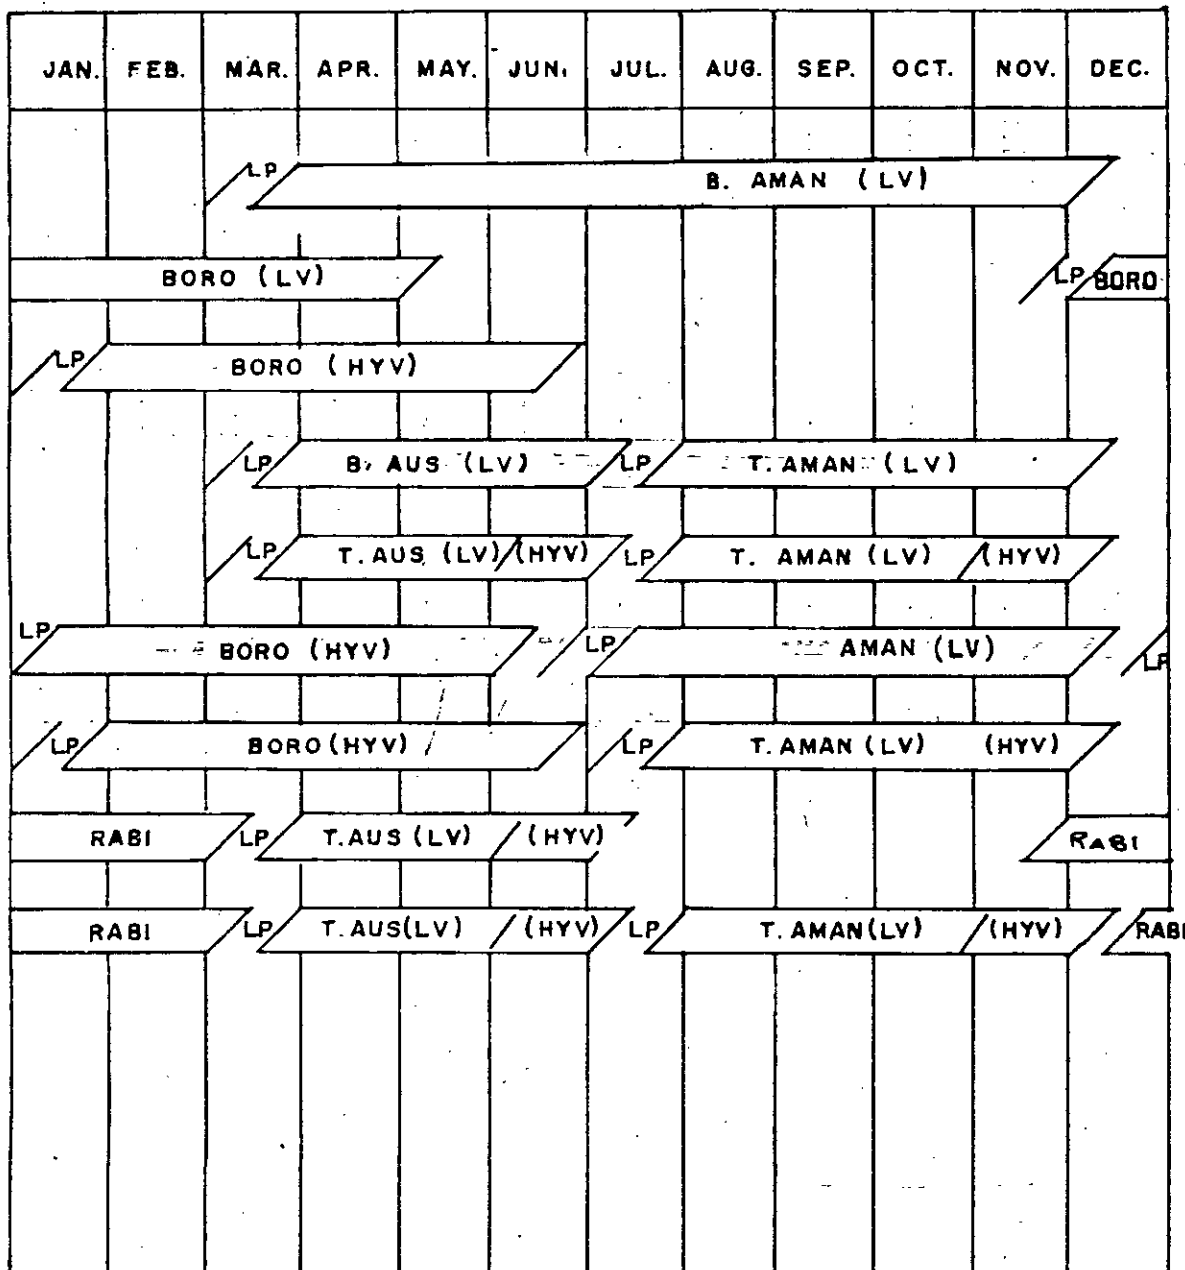 JAN. FEB. MAR. APR. MAY. JUN. JUL. AUG. SEP. OCT. NOV. DEC.
LP B. AMAN (LV)
BORO (LV) LP BORO
LP BORO (HYV)
LP B. AUS (LV) LP T. AMAN (LV)
LP T. AUS (LV) / (HYV) LP T. AMAN (LV) / (HYV)
LP BORO (HYV) LP AMAN (LV) LP
LP BORO (HYV) LP T. AMAN (LV) (HYV)
RABI LP T. AUS (LV) / (HYV) RABI
RABI LP T. AUS (LV) / (HYV) LP T. AMAN (LV) / (HYV) RABI